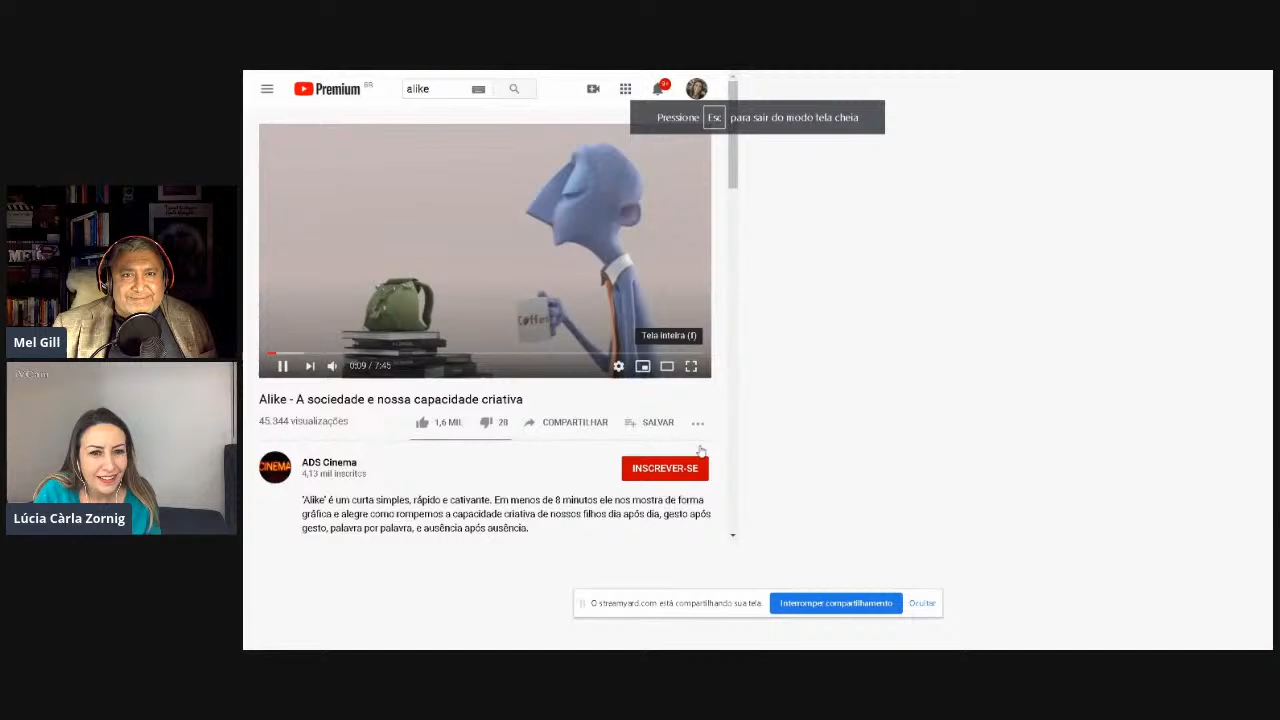 Premium BR
alike
9+
Pressione Esc para sair do modo tela cheia
Coffee
Tela inteira (f)
0:09 / 7:45
Mel Gill
Alike - A sociedade e nossa capacidade criativa
45.344 visualizações
1,6 MIL
28
COMPARTILHAR
SALVAR
iVCam
CINEMA
ADS Cinema
4,13 mil inscritos
INSCREVER-SE
Lúcia Càrla Zornig
'Alike' é um curta simples, rápido e cativante. Em menos de 8 minutos ele nos mostra de forma
gráfica e alegre como rompemos a capacidade criativa de nossos filhos dia após dia, gesto após
gesto, palavra por palavra, e ausência após ausência.
O streamyard.com está compartilhando sua tela.
Interromper compartilhamento
Ocultar